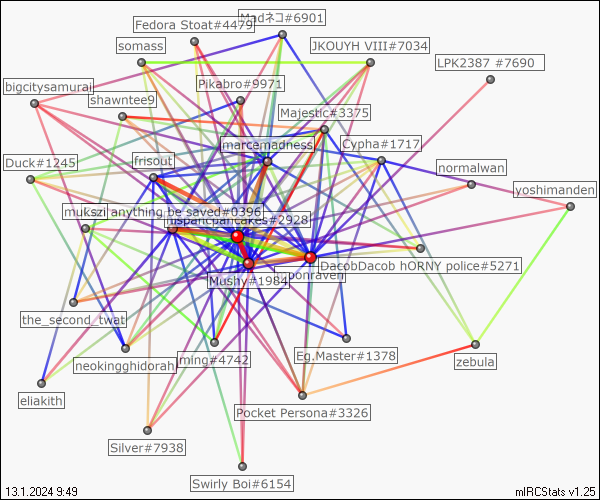 Madネコ#6901
Fedora Stoat#4479
somass
JKOUYH VIII#7034
LPK2387 #7690
Pikabro#9971
bigcitysamurai
shawntee9
Majestic#3375
marcemadness
Cypha#1717
Duck#1245
frisout
normalwan
yoshimanden
mukszi
anything be saved#0396
hispanicpancakes#2928
DacobDacob hORNY police#5271
Mushy#1984
the_second_twat
neokingghidorah
ming#4742
Eg.Master#1378
zebula
eliakith
Pocket Persona#3326
Silver#7938
Swirly Boi#6154
13.1.2024 9:49
mIRCStats v1.25